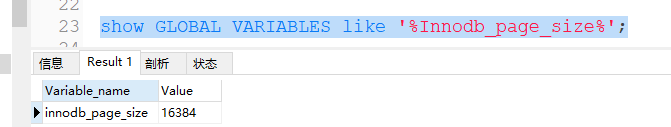 22
23 show GLOBAL VARIABLES like '%Innodb_page_size%';
信息 Result 1 剖析 状态
Variable_name Value
innodb_page_size 16384